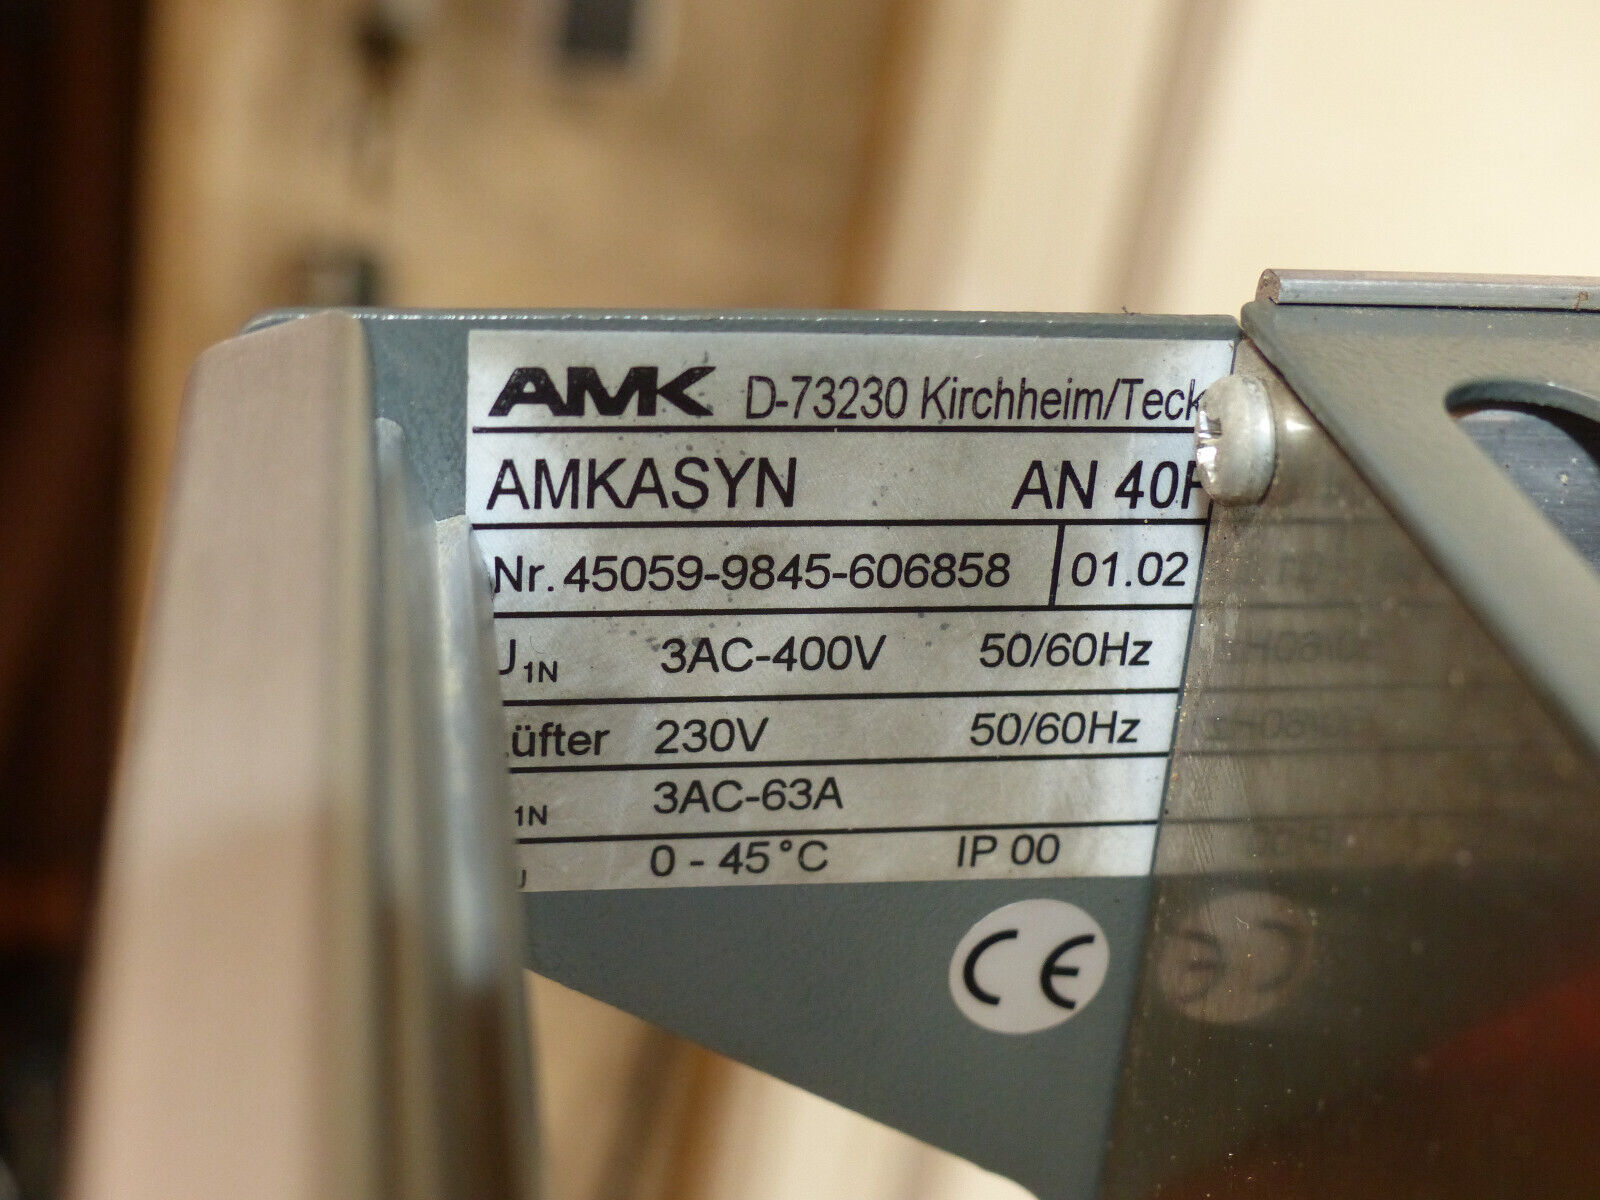 AMK D-73230 Kirchheim/Teck
AMKASYN AN 40
Nr. 45059-9845-606858 01.02
1N 3AC-400V 50/60Hz
üfter 230V 50/60Hz
1N 3AC-63A
0 - 45°C IP 00
CE